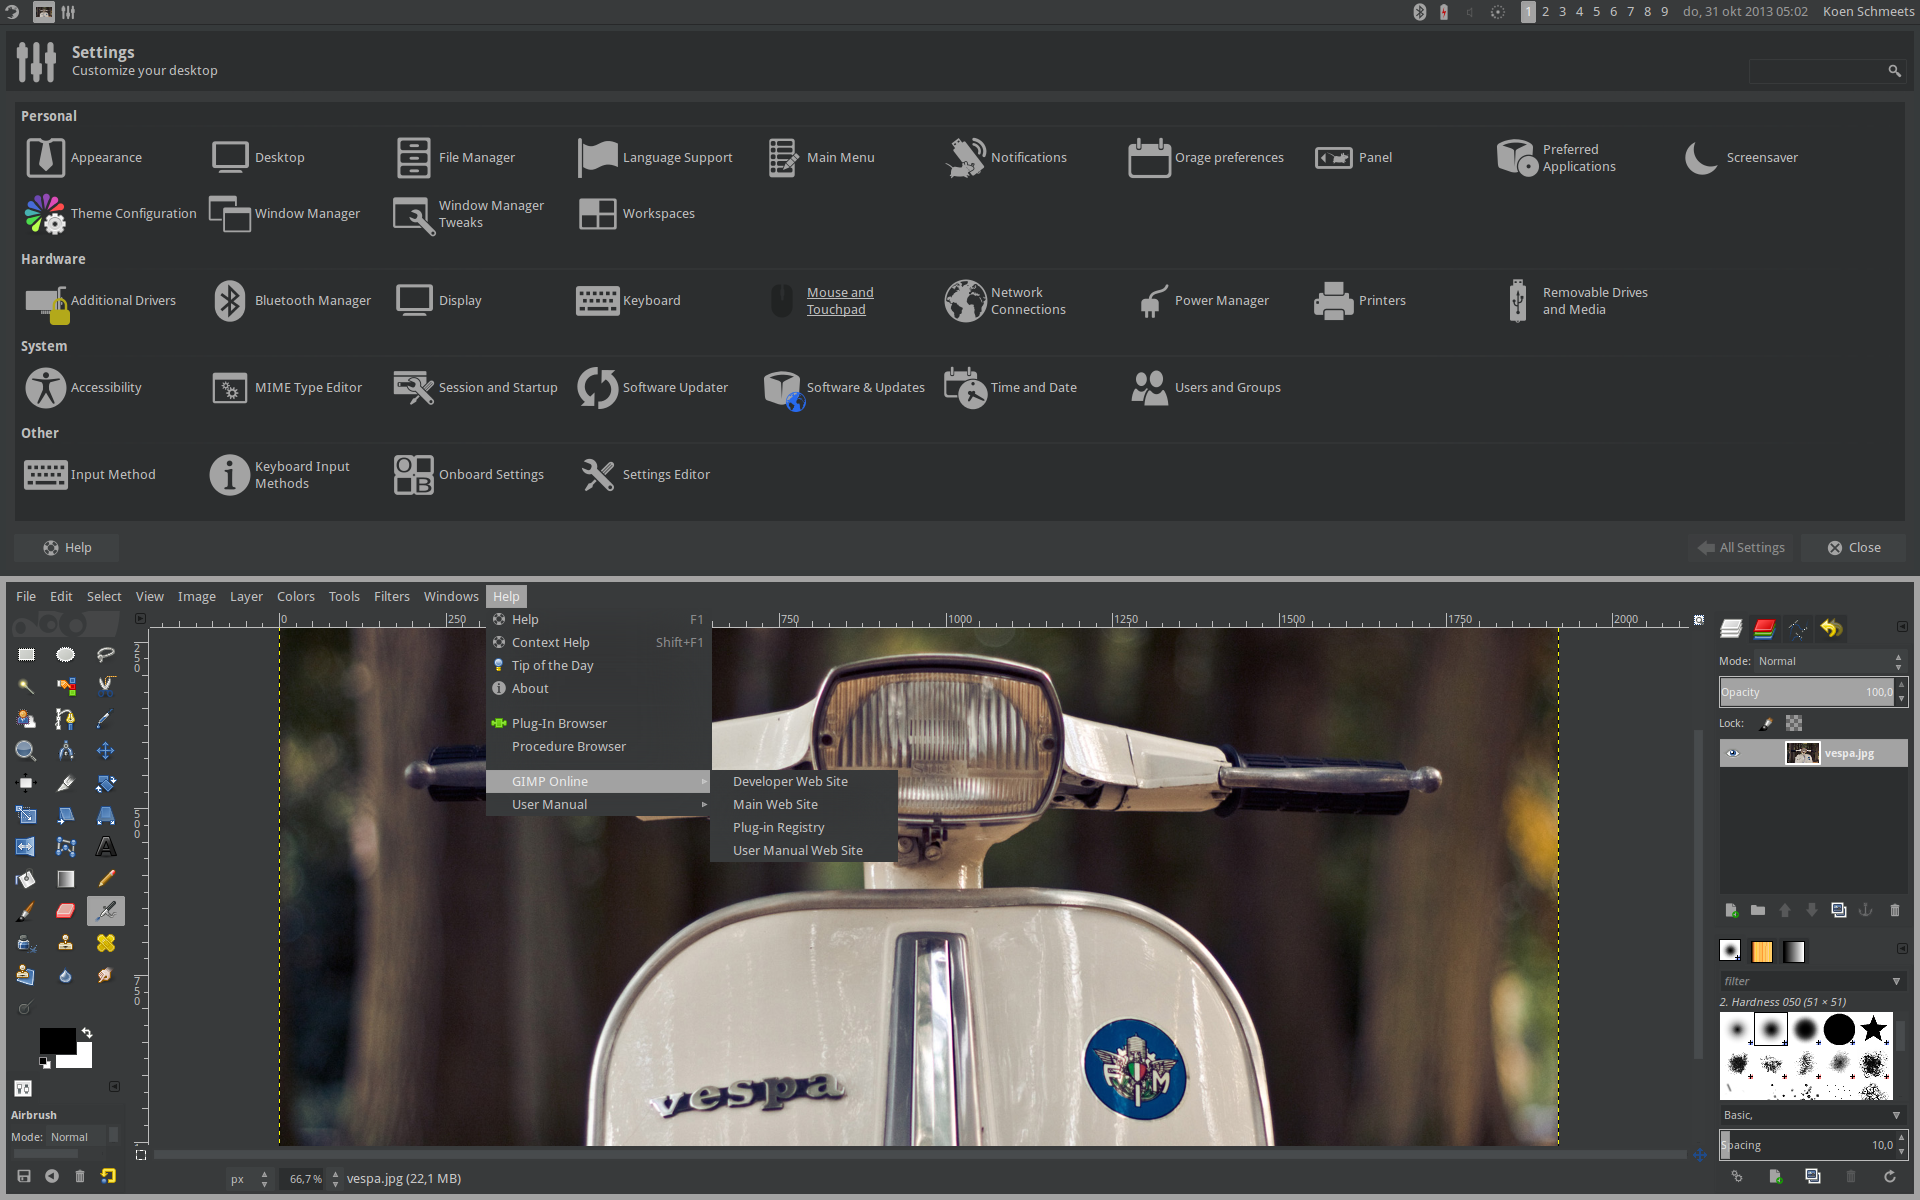 1 2 3 4 5 6 7 8 9 do, 31 okt 2013 05:02 Koen Schmeets
Settings
Customize your desktop
Personal
Appearance
Desktop
File Manager
Language Support
Main Menu
Notifications
Orage preferences
Panel
Preferred
Applications
Screensaver
Theme Configuration
Window Manager
Window Manager
Tweaks
Workspaces
Hardware
Additional Drivers
Bluetooth Manager
Display
Keyboard
Mouse and
Touchpad
Network
Connections
Power Manager
Printers
Removable Drives
and Media
System
Accessibility
MIME Type Editor
Session and Startup
Software Updater
Software & Updates
Time and Date
Users and Groups
Other
Input Method
Keyboard Input
Methods
Onboard Settings
Settings Editor
Help
All Settings
Close
File Edit Select View Image Layer Colors Tools Filters Windows Help
0 250 750 1000 1250 1500 1750 2000
250
500
750
Help F1
Context Help Shift+F1
Tip of the Day
About
Plug-In Browser
Procedure Browser
GIMP Online
User Manual
Developer Web Site
Main Web Site
Plug-in Registry
User Manual Web Site
vespa
FM
Mode: Normal
Opacity 100,0
Lock:
vespa.jpg
filter
2. Hardness 050 (51 × 51)
Basic,
Spacing 10,0
Airbrush
Mode: Normal
px 66,7 % vespa.jpg (22,1 MB)